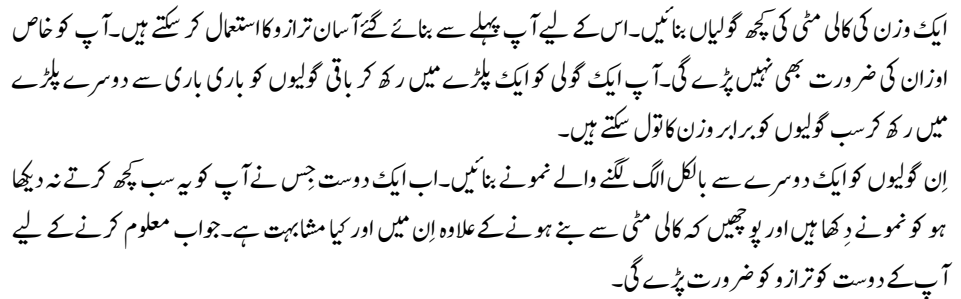 ایک وزن کی کالی مٹی کی کچھ گولیاں بنائیں۔اس کے لیے آپ پہلے سے بنائے گئے آسان ترازو کا استعمال کر سکتے ہیں۔آپ کو خاص
اوزان کی ضرورت بھی نہیں پڑے گی۔آپ ایک گولی کو ایک پلڑے میں رکھ کر باقی گولیوں کو باری باری سے دوسرے پلڑے
میں رکھ کر سب گولیوں کو برابر وزن کا تول سکتے ہیں۔
اِن گولیوں کو ایک دوسرے سے بالکل الگ لگنے والے نمونے بنائیں۔اب ایک دوست جِس نے آپ کو یہ سب کچھ کرتے نہ دیکھا
ہو کو نمونے دِکھا ہیں اور پوچھیں کہ کالی مٹی سے بنے ہونے کے علاوہ اِن میں اور کیا مشابہت ہے۔جواب معلوم کرنے کے لیے
آپ کے دوست کو ترازو کو ضرورت پڑے گی۔